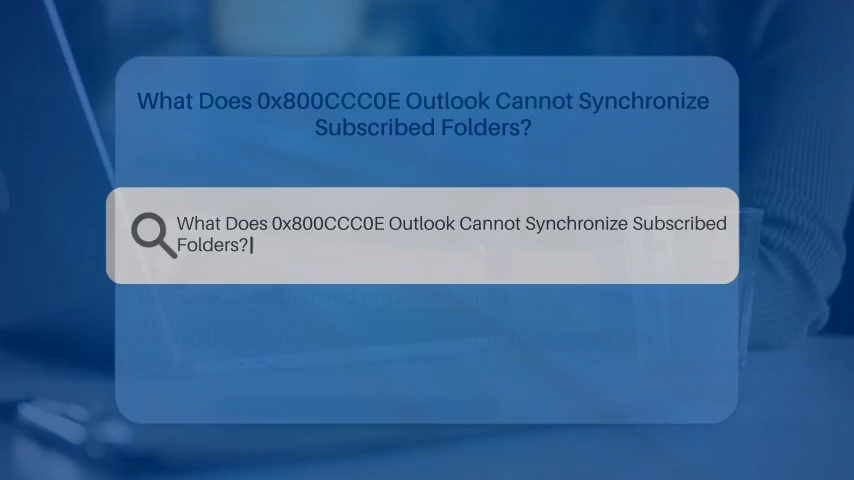 What Does 0x800CCC0E Outlook Cannot Synchronize
Subscribed Folders?
What Does 0x800CCC0E Outlook Cannot Synchronize Subscribed
Folders?